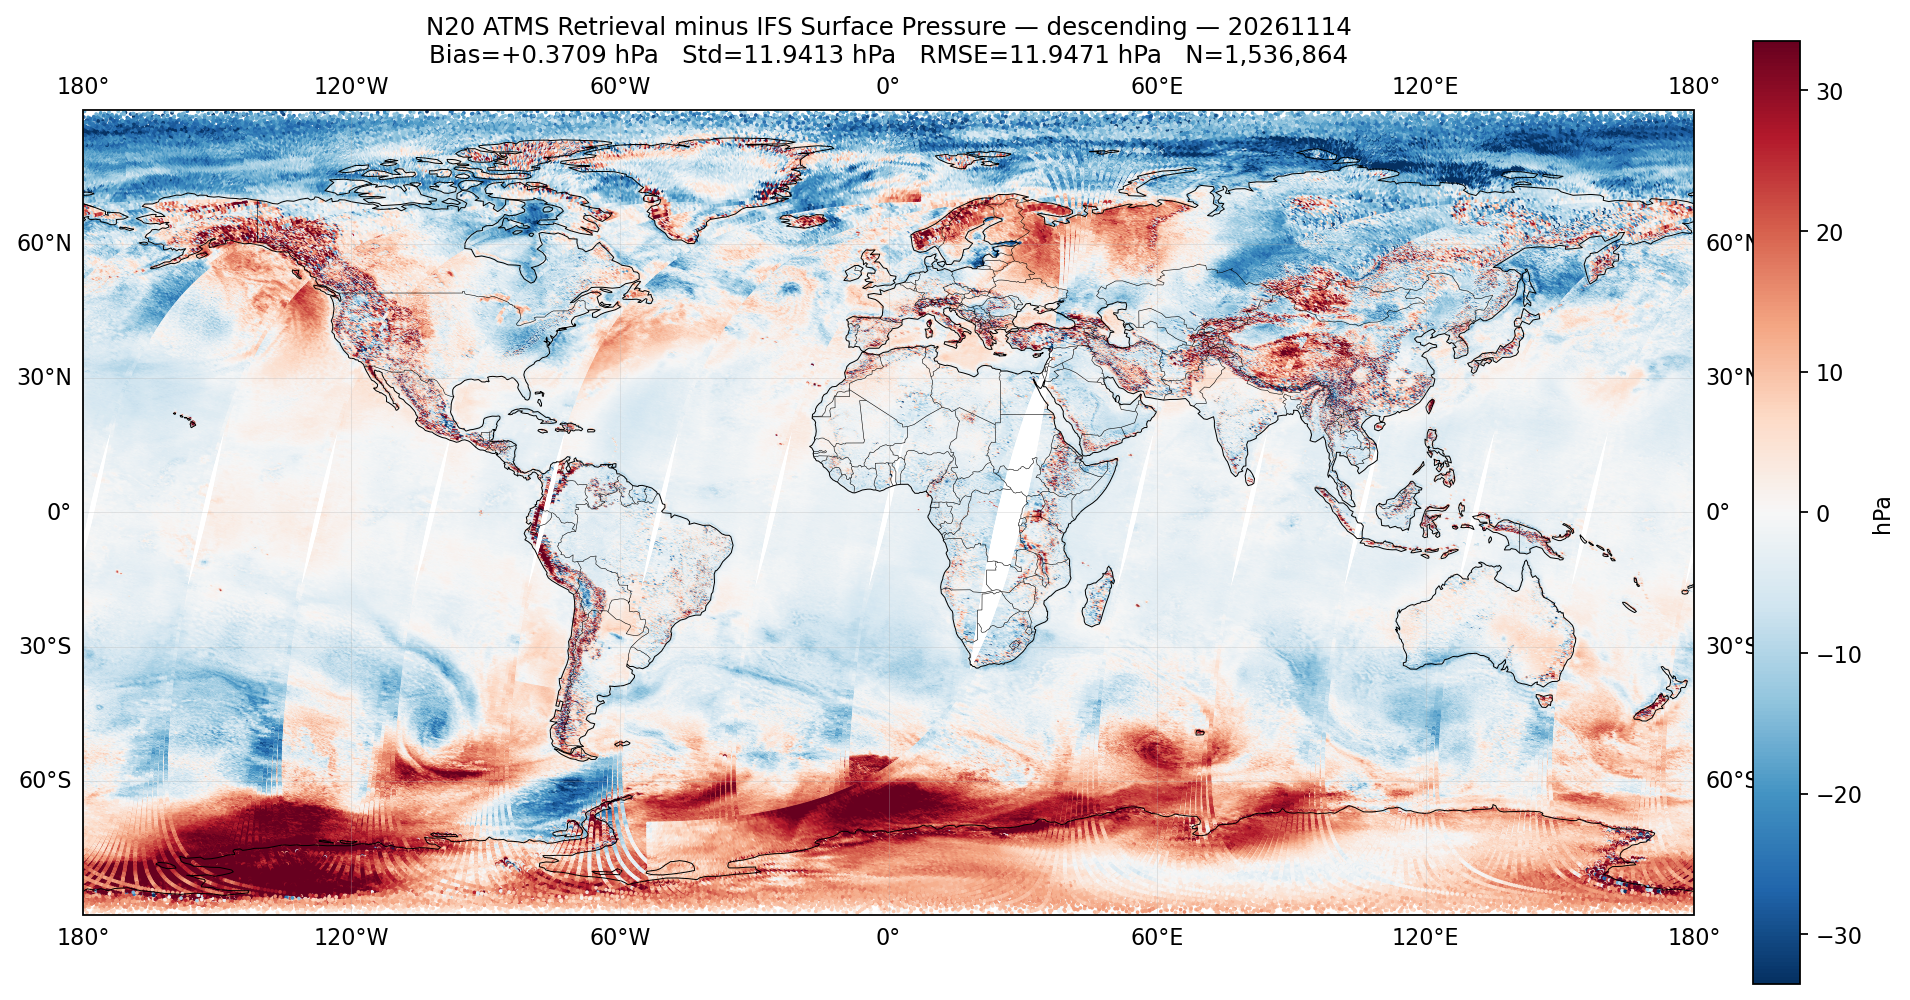 N20 ATMS Retrieval minus IFS Surface Pressure — descending — 20261114
Bias=+0.3709 hPa   Std=11.9413 hPa   RMSE=11.9471 hPa   N=1,536,864
180° 120°W 60°W 0° 60°E 120°E 180°
60°N 60°N
30°N 30°N
0° 0°
30°S 30°S
60°S 60°S
180° 120°W 60°W 0° 60°E 120°E 180°
30
20
10
0
−10
−20
−30
hPa